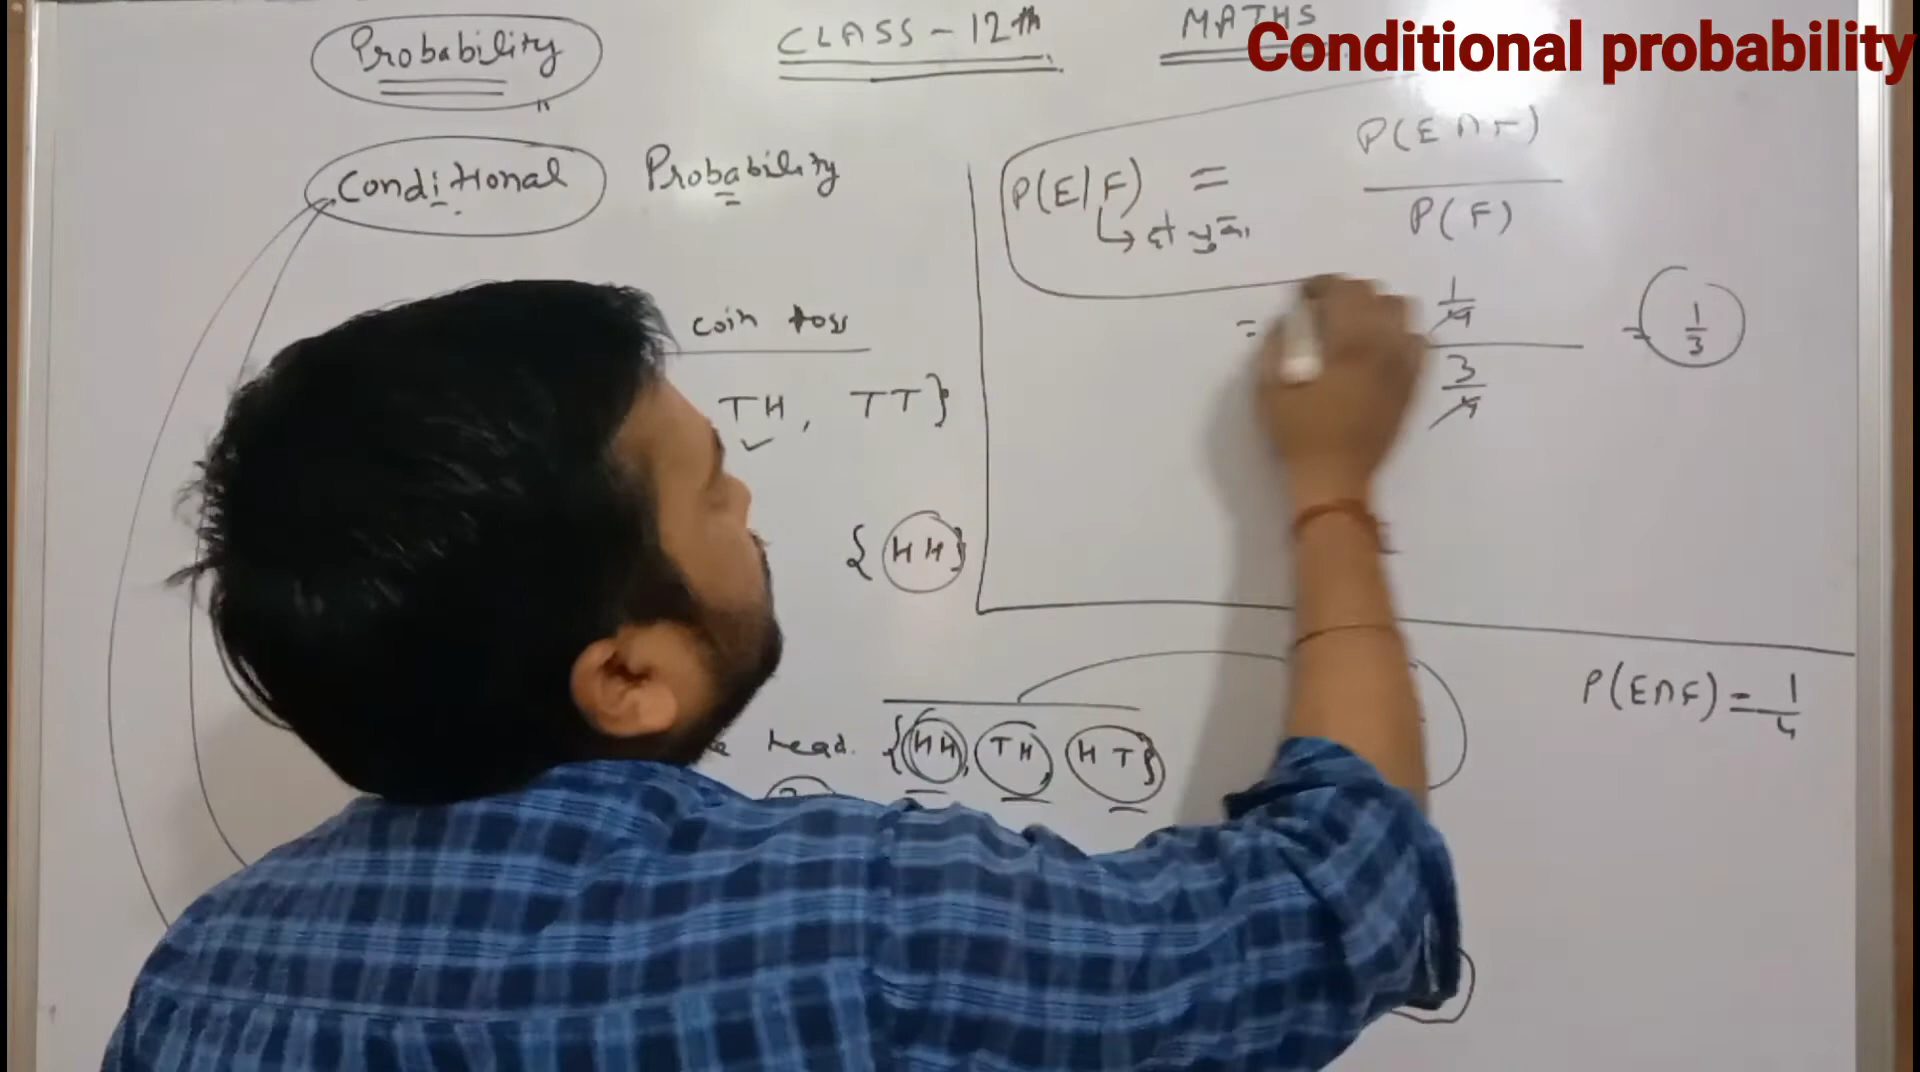 Conditional probability
Probability
CLASS - 12th
MATHS
Conditional Probability
P(E|F) = P(E∩F) / P(F)
हो चुका
= 1/4 / 3/4 = 1/3
coin toss
TH, TT}
{HH}
head. {HH, TH, HT}
P(E∩F) = 1/4